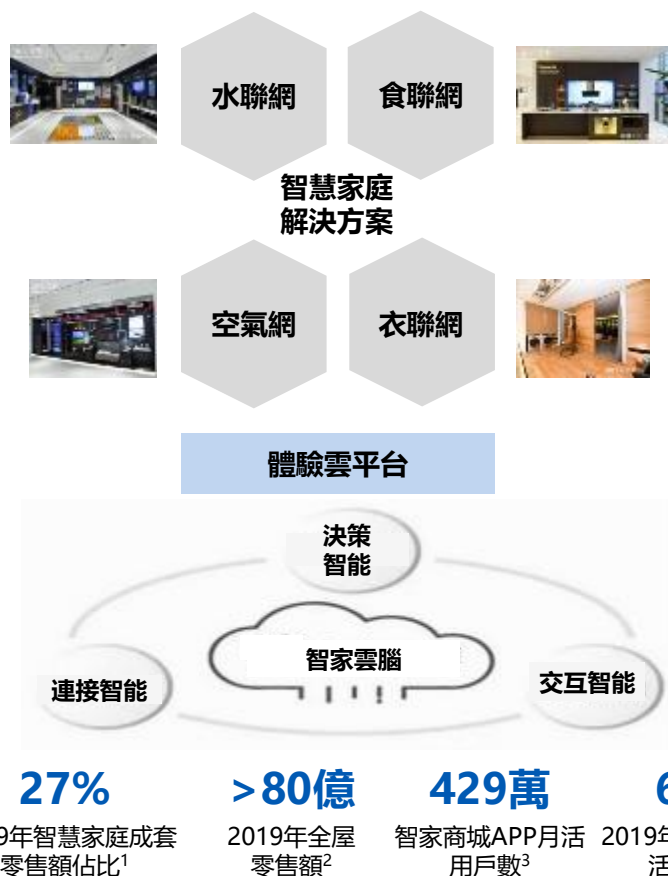 水聯網
食聯網
智慧家庭
解決方案
空氣網
衣聯網
體驗雲平台
決策
智能
智家雲腦
連接智能
交互智能
27%
>80億
429萬
9年智慧家庭成套
零售額佔比1
2019年全屋
零售額2
智家商城APP月活
用戶數3
2019年
活